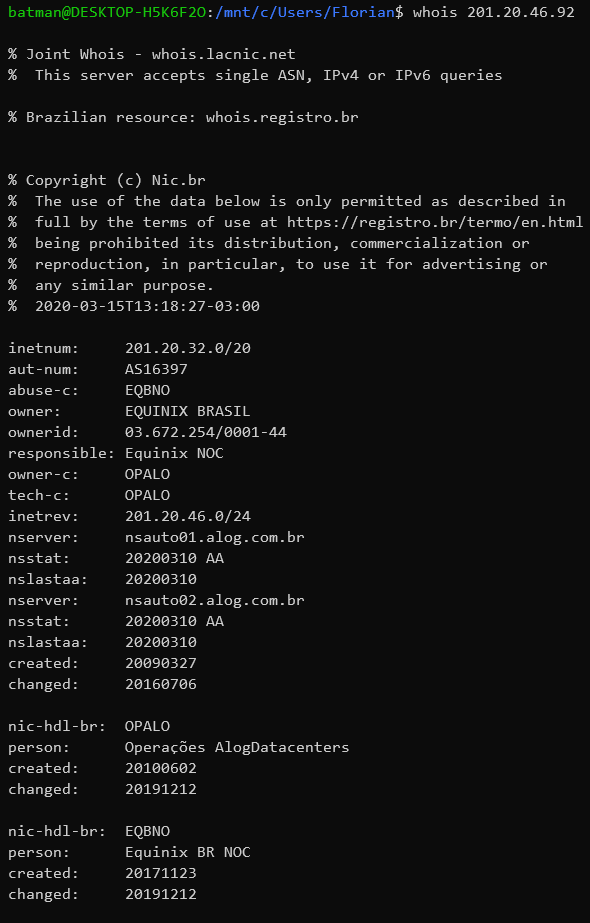 batman@DESKTOP-H5K6F2O:/mnt/c/Users/Florian$ whois 201.20.46.92
% Joint Whois - whois.lacnic.net
%  This server accepts single ASN, IPv4 or IPv6 queries
% Brazilian resource: whois.registro.br
% Copyright (c) Nic.br
%  The use of the data below is only permitted as described in
%  full by the terms of use at https://registro.br/termo/en.html
%  being prohibited its distribution, commercialization or
%  reproduction, in particular, to use it for advertising or
%  any similar purpose.
%  2020-03-15T13:18:27-03:00
inetnum:     201.20.32.0/20
aut-num:     AS16397
abuse-c:     EQBNO
owner:       EQUINIX BRASIL
ownerid:     03.672.254/0001-44
responsible: Equinix NOC
owner-c:     OPALO
tech-c:      OPALO
inetrev:     201.20.46.0/24
nserver:     nsauto01.alog.com.br
nsstat:      20200310 AA
nslastaa:    20200310
nserver:     nsauto02.alog.com.br
nsstat:      20200310 AA
nslastaa:    20200310
created:     20090327
changed:     20160706
nic-hdl-br:  OPALO
person:      Operações AlogDatacenters
created:     20100602
changed:     20191212
nic-hdl-br:  EQBNO
person:      Equinix BR NOC
created:     20171123
changed:     20191212